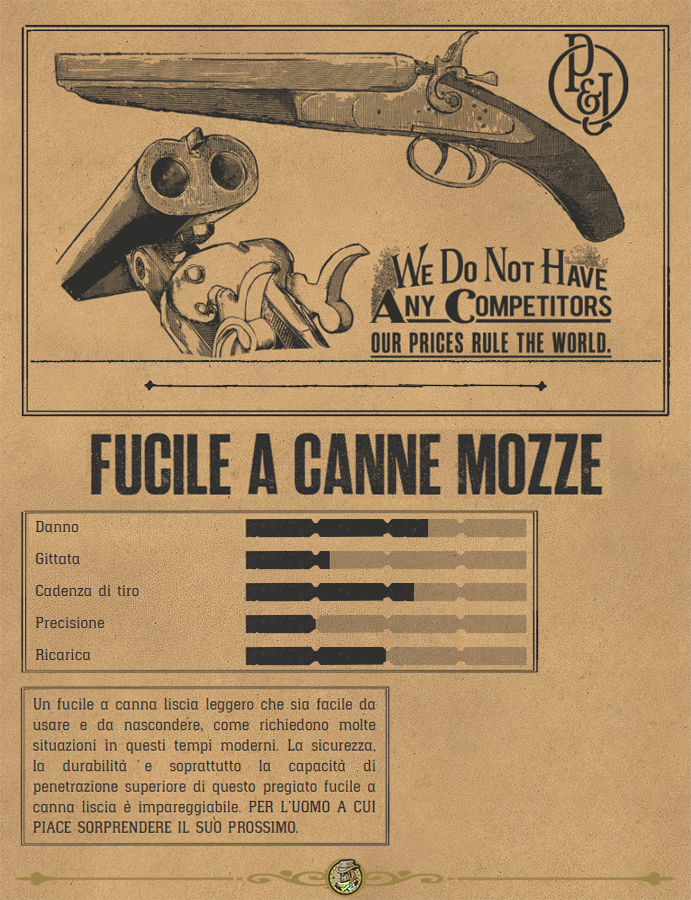 P&J
WE DO NOT HAVE
ANY COMPETITORS
OUR PRICES RULE THE WORLD.
FUCILE A CANNE MOZZE
Danno
Gittata
Cadenza di tiro
Precisione
Ricarica
Un fucile a canna liscia leggero che sia facile da
usare e da nascondere, come richiedono molte
situazioni in questi tempi moderni. La sicurezza,
la durabilità e soprattutto la capacità di
penetrazione superiore di questo pregiato fucile a
canna liscia è impareggiabile. PER L'UOMO A CUI
PIACE SORPRENDERE IL SUO PROSSIMO.